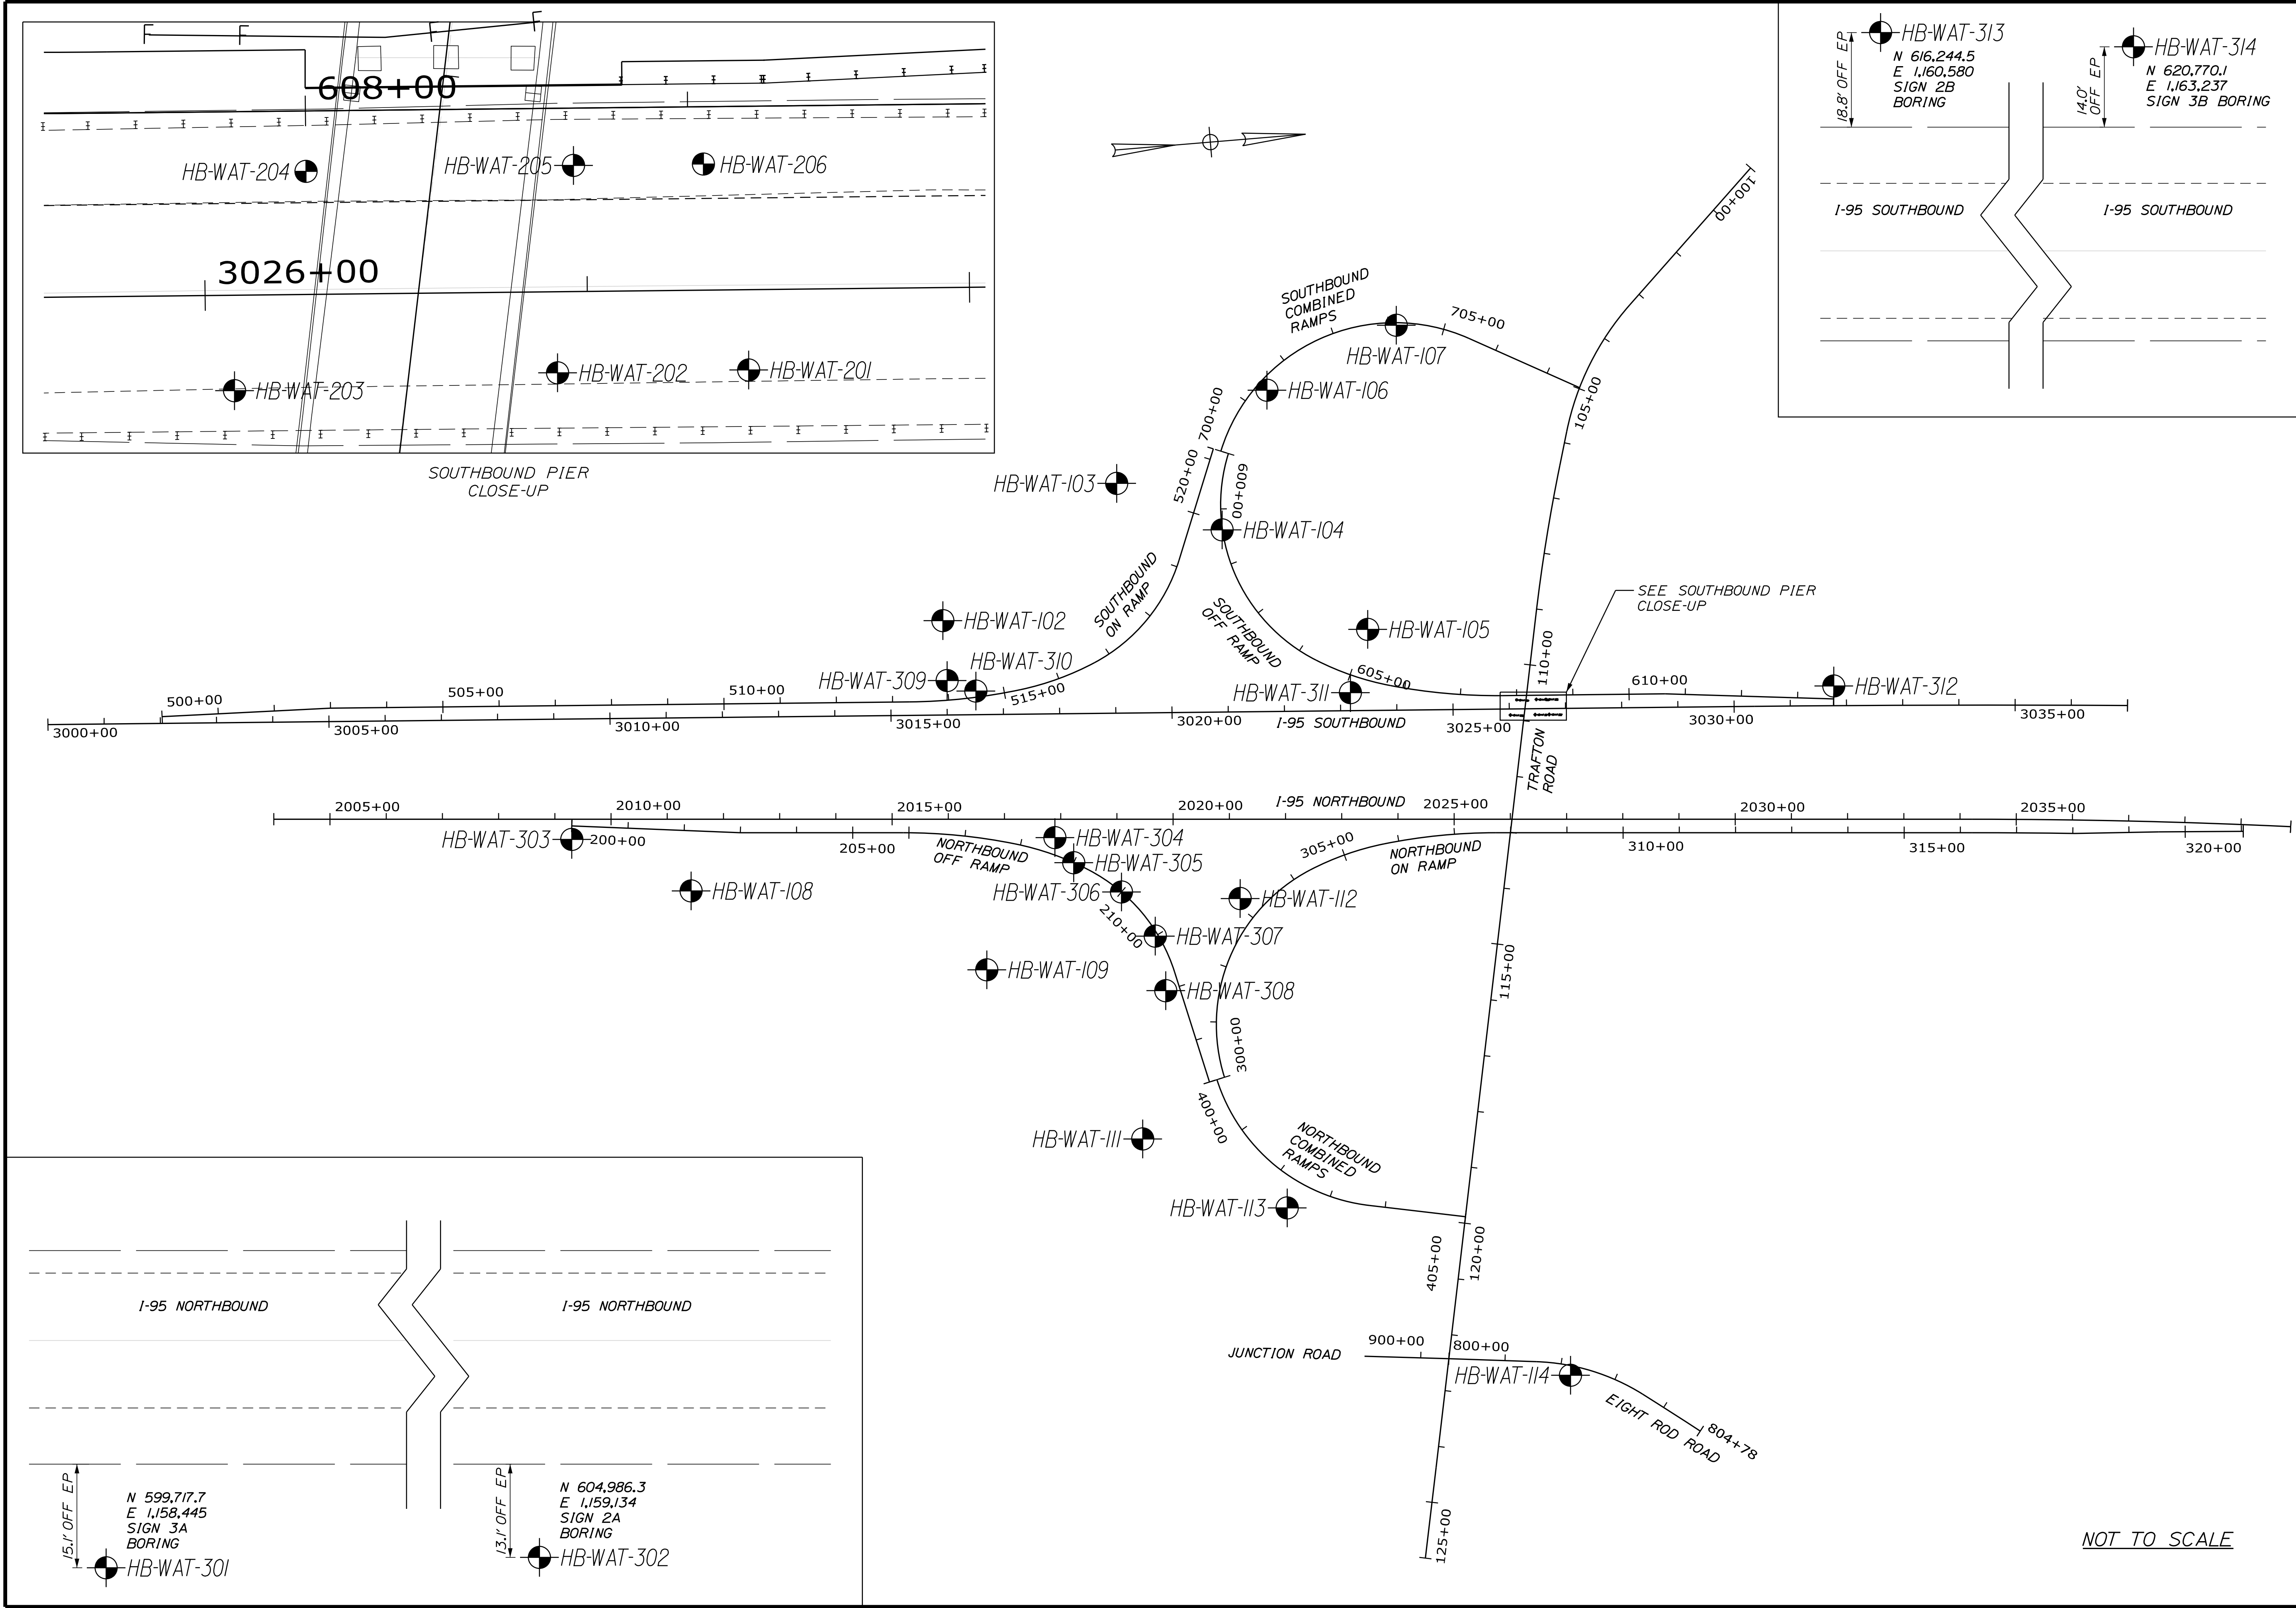 608+00
HB-WAT-204
HB-WAT-205
HB-WAT-206
3026+00
HB-WAT-203
HB-WAT-202
HB-WAT-201
SOUTHBOUND PIER
CLOSE-UP
HB-WAT-313
N 616,244.5
E 1,160,580
SIGN 2B
BORING
18.8' OFF EP
HB-WAT-314
N 620,770.1
E 1,163,237
SIGN 3B BORING
14.0'
OFF EP
I-95 SOUTHBOUND
I-95 SOUTHBOUND
100+00
SOUTHBOUND
COMBINED
RAMPS
705+00
HB-WAT-107
HB-WAT-106
105+00
700+00
520+00
600+00
HB-WAT-103
HB-WAT-104
SOUTHBOUND
ON RAMP
SOUTHBOUND
OFF RAMP
SEE SOUTHBOUND PIER
CLOSE-UP
HB-WAT-102
HB-WAT-105
110+00
HB-WAT-310
HB-WAT-309
515+00
605+00
HB-WAT-311
610+00
HB-WAT-312
500+00
505+00
510+00
3000+00
3005+00
3010+00
3015+00
3020+00
I-95 SOUTHBOUND
3025+00
3030+00
3035+00
TRAFTON
ROAD
2005+00
2010+00
2015+00
2020+00
I-95 NORTHBOUND
2025+00
2030+00
2035+00
HB-WAT-303
200+00
205+00
NORTHBOUND
OFF RAMP
HB-WAT-304
HB-WAT-305
305+00
NORTHBOUND
ON RAMP
310+00
315+00
320+00
HB-WAT-108
HB-WAT-306
HB-WAT-112
210+00
HB-WAT-307
HB-WAT-109
HB-WAT-308
115+00
300+00
400+00
HB-WAT-111
NORTHBOUND
COMBINED
RAMPS
HB-WAT-113
405+00
120+00
JUNCTION ROAD
900+00
800+00
HB-WAT-114
EIGHT ROD ROAD
804+78
125+00
I-95 NORTHBOUND
I-95 NORTHBOUND
15.1' OFF EP
N 599,717.7
E 1,158,445
SIGN 3A
BORING
HB-WAT-301
13.1' OFF EP
N 604,986.3
E 1,159,134
SIGN 2A
BORING
HB-WAT-302
NOT TO SCALE